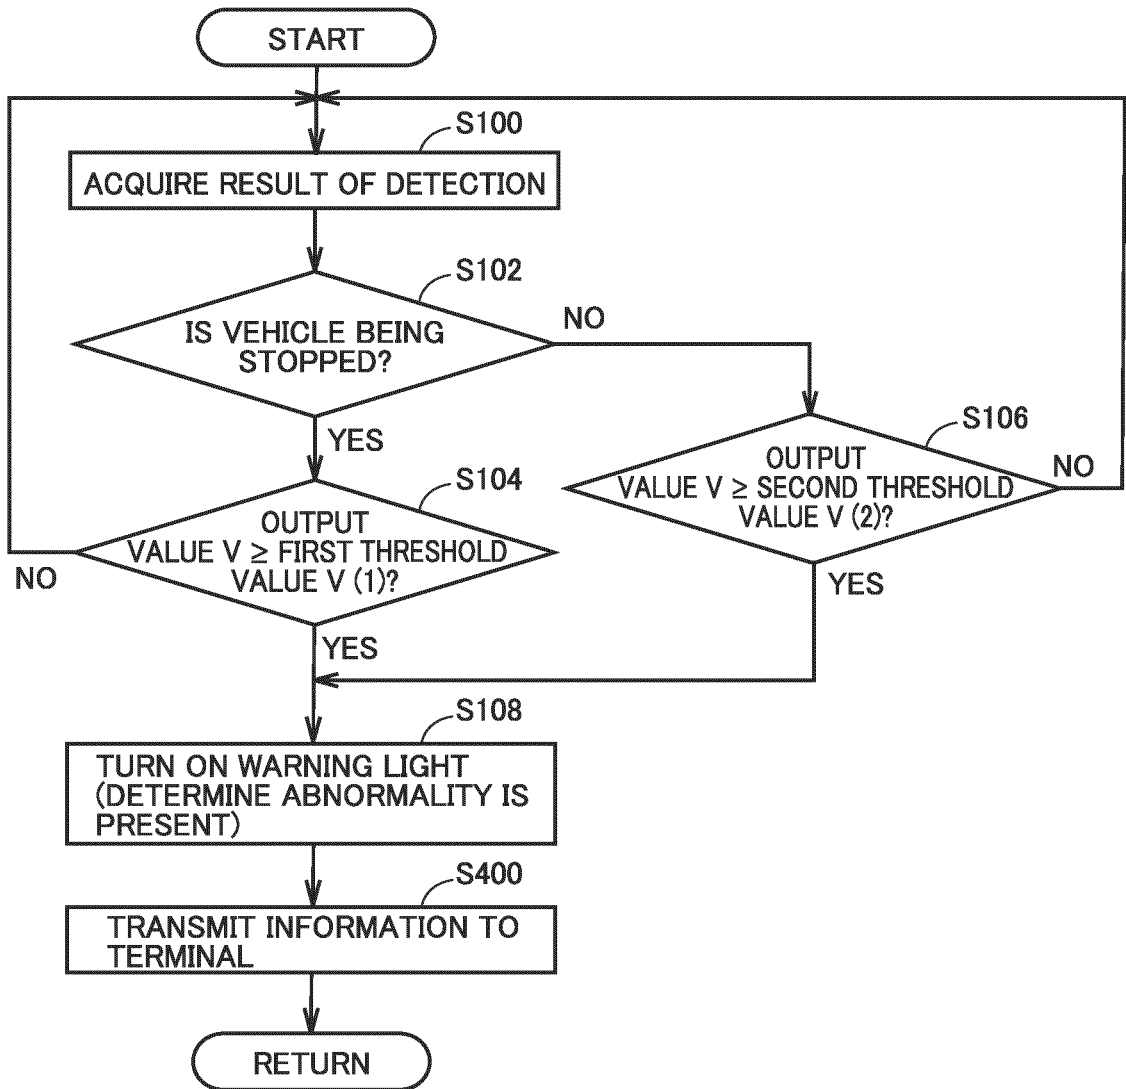 START
S100
ACQUIRE RESULT OF DETECTION
S102
IS VEHICLE BEING
STOPPED?
NO
YES
S106
OUTPUT
VALUE V ≥ SECOND THRESHOLD
VALUE V (2)?
NO
YES
S104
OUTPUT
VALUE V ≥ FIRST THRESHOLD
VALUE V (1)?
NO
YES
S108
TURN ON WARNING LIGHT
(DETERMINE ABNORMALITY IS
PRESENT)
S400
TRANSMIT INFORMATION TO
TERMINAL
RETURN